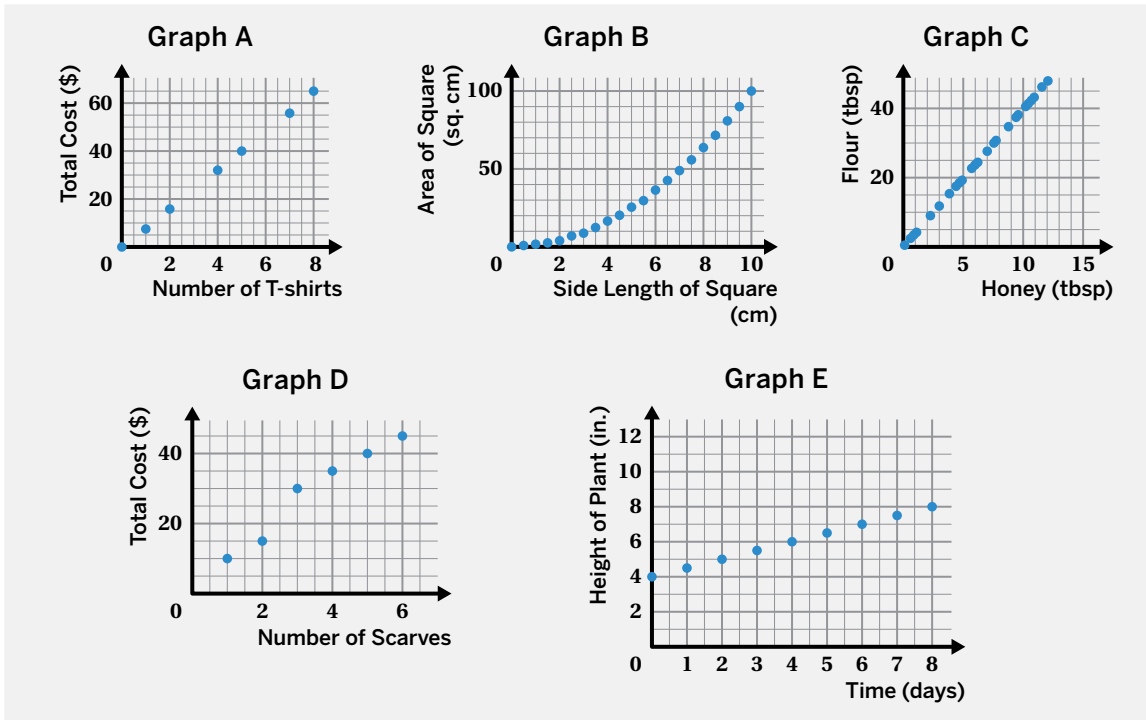 Graph A
Total Cost ($)
60
40
20
0
2
4
6
8
Number of T-shirts
Graph B
Area of Square
(sq. cm)
100
50
0
2
4
6
8
10
Side Length of Square
(cm)
Graph C
Flour (tbsp)
40
20
0
5
10
15
Honey (tbsp)
Graph D
Total Cost ($)
40
20
0
2
4
6
Number of Scarves
Graph E
Height of Plant (in.)
12
10
8
6
4
2
0
1
2
3
4
5
6
7
8
Time (days)